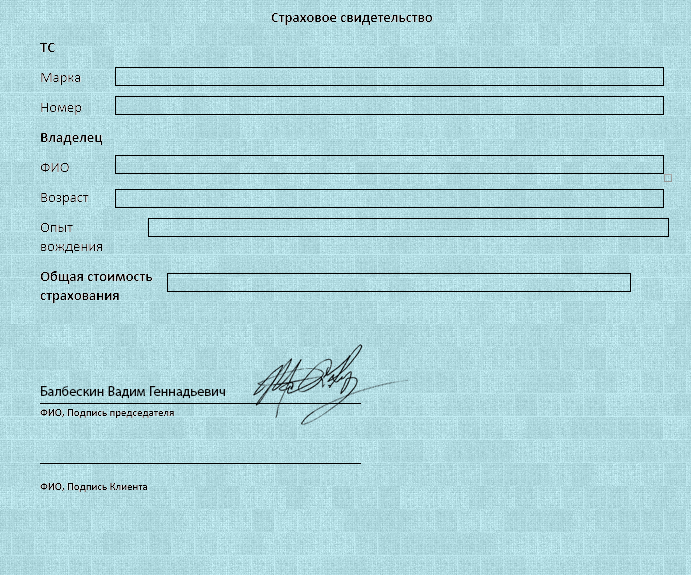 Страховое свидетельство
ТС
Марка
Номер
Владелец
ФИО
Возраст
Опыт
вождения
Общая стоимость
страхования
Балбескин Вадим Геннадьевич
ФИО, Подпись председателя
ФИО, Подпись Клиента